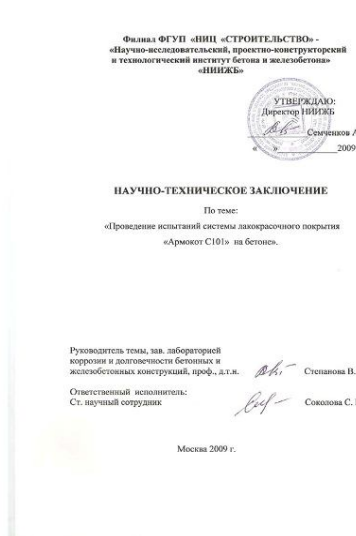 Филиал ФГУП «НИЦ «СТРОИТЕЛЬСТВО» -
«Научно-исследовательский, проектно-конструкторский
и технологический институт бетона и железобетона»
«НИИЖБ»
УТВЕРЖДАЮ:
Директор НИИЖБ
Семченков А
« » 2009
НАУЧНО-ТЕХНИЧЕСКОЕ ЗАКЛЮЧЕНИЕ
По теме:
«Проведение испытаний системы лакокрасочного покрытия
«Армокот С101» на бетоне».
Руководитель темы, зав. лабораторией
коррозии и долговечности бетонных и
железобетонных конструкций, проф., д.т.н. Степанова В.
Ответственный исполнитель:
Ст. научный сотрудник Соколова С.
Москва 2009 г.